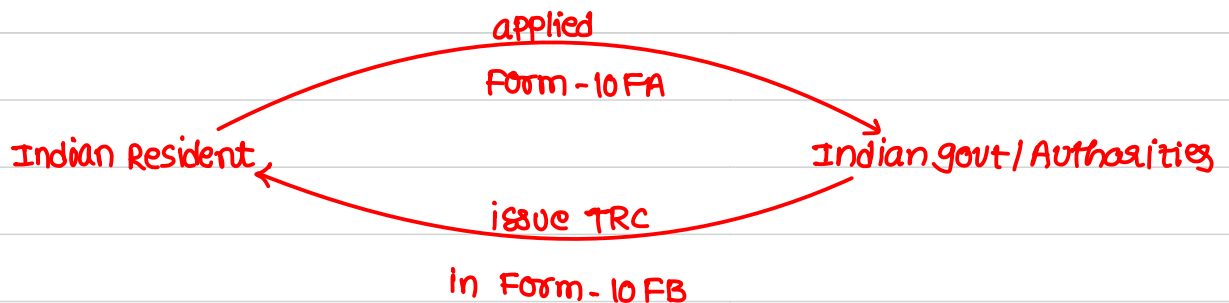 applied
Form-10FA
Indian Resident
Indian govt/Authorities
issue TRC
in Form-10FB